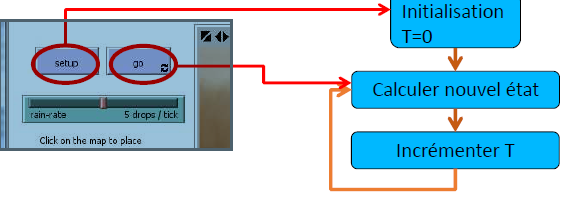 Initialisation
T=0
setup
go
Calculer nouvel état
rain-rate
5 drops / tick
Click on the map to place
Incrémenter T